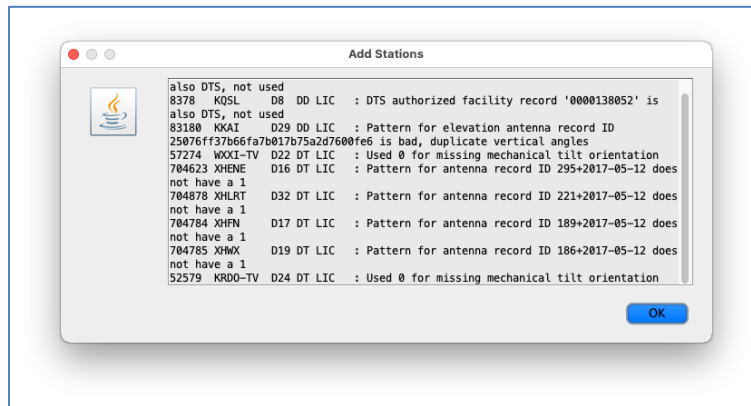 Add Stations
also DTS, not used
8378   KQSL     D8  DD LIC   : DTS authorized facility record '0000138052' is
also DTS, not used
83180  KKAI     D29 DD LIC   : Pattern for elevation antenna record ID
25076ff37b66fa7b017b75a2d7600fe6 is bad, duplicate vertical angles
57274  WXXI-TV  D22 DT LIC   : Used 0 for missing mechanical tilt orientation
704623 XHENE    D16 DT LIC   : Pattern for antenna record ID 295+2017-05-12 does
not have a 1
704878 XHLRT    D32 DT LIC   : Pattern for antenna record ID 221+2017-05-12 does
not have a 1
704784 XHFN     D17 DT LIC   : Pattern for antenna record ID 189+2017-05-12 does
not have a 1
704785 XHWX     D19 DT LIC   : Pattern for antenna record ID 186+2017-05-12 does
not have a 1
52579  KRDO-TV  D24 DT LIC   : Used 0 for missing mechanical tilt orientation
OK